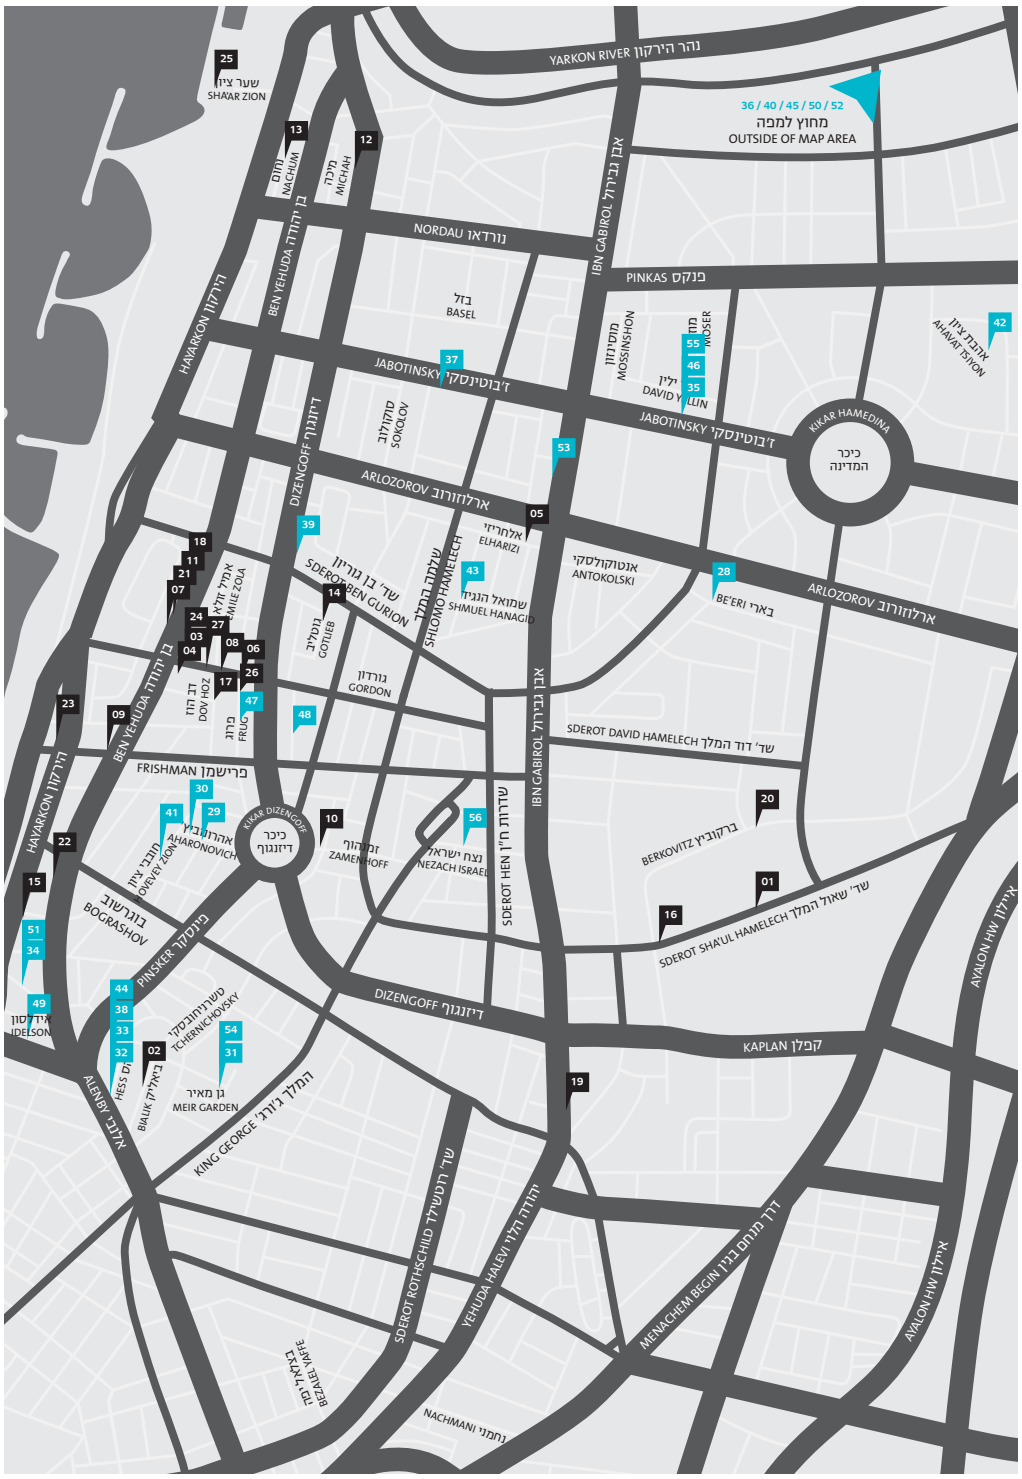 נהר הירקון YARKON RIVER
25
שער ציון
SHA'AR ZION
36 / 40 / 45 / 50 / 52
מחוץ למפה
OUTSIDE OF MAP AREA
13
נחום
NACHUM
12
מיכה
MICHAH
אבן גבירול IBN GABIROL
נורדאו NORDAU
בן יהודה BEN YEHUDA
פנקס PINKAS
הירקון HAYARKON
בזל
BASEL
מוסינזון
MOSSINSHON
מוז
MOSER
42
אהבת ציון
AHAVAT TSIYON
55
46
35
ילין
DAVID YELLIN
37
ז'בוטינסקי JABOTINSKY
ז'בוטינסקי JABOTINSKY
KIKAR HAMEDINA
כיכר
המדינה
סוקולוב
SOKOLOV
דיזנגוף DIZENGOFF
53
ארלוזורוב ARLOZOROV
05
אלחריזי
ELHARIZI
39
שד' בן גוריון
SDEROT BEN GURION
שלמה המלך
SHLOMO HAMELECH
43
שמואל הנגיד
SHMUEL HANAGID
אנטוקולסקי
ANTOKOLSKI
28
בארי BE'ERI
ארלוזורוב ARLOZOROV
18
11
21
07
אמיל זולא
EMILE ZOLA
14
גוטליב
GOTLIEB
24
03
27
04
08
06
26
17
47
48
דב הוז
DOV HOZ
פרוג
FRUG
גורדון
GORDON
בן יהודה BEN YEHUDA
23
09
אבן גבירול IBN GABIROL
שד' דוד המלך SDEROT DAVID HAMELECH
הירקון HAYARKON
פרישמן FRISHMAN
30
29
41
אהרונוביץ
AHARONOVICH
חובבי ציון
HOVEVEY ZION
KIKAR DIZENGOFF
כיכר
דיזנגוף
10
זמנהוף
ZAMENHOFF
56
נצח ישראל
NEZACH ISRAEL
שדרות ח"ן SDEROT HEN
20
ברקוביץ BERKOVITZ
01
16
שד' שאול המלך SDEROT SHA'UL HAMELECH
איילון AYALON HW
22
15
בוגרשוב
BOGRASHOV
פינסקר PINSKER
51
34
49
אידלסון
IDELSON
44
38
33
32
HESS
02
ביאליק BIALIK
טשרניחובסקי
TCHERNICHOVSKY
54
31
גן מאיר
MEIR GARDEN
דיזנגוף DIZENGOFF
קפלן KAPLAN
19
אלנבי ALENBY
המלך ג'ורג' KING GEORGE
שד' רוטשילד SDEROT ROTHSCHILD
יהודה הלוי YEHUDA HALEVI
דרך מנחם בגין MENACHEM BEGIN
איילון AYALON HW
בצלאל יפה
BEZALEL YAFFE
נחמני NACHMANI